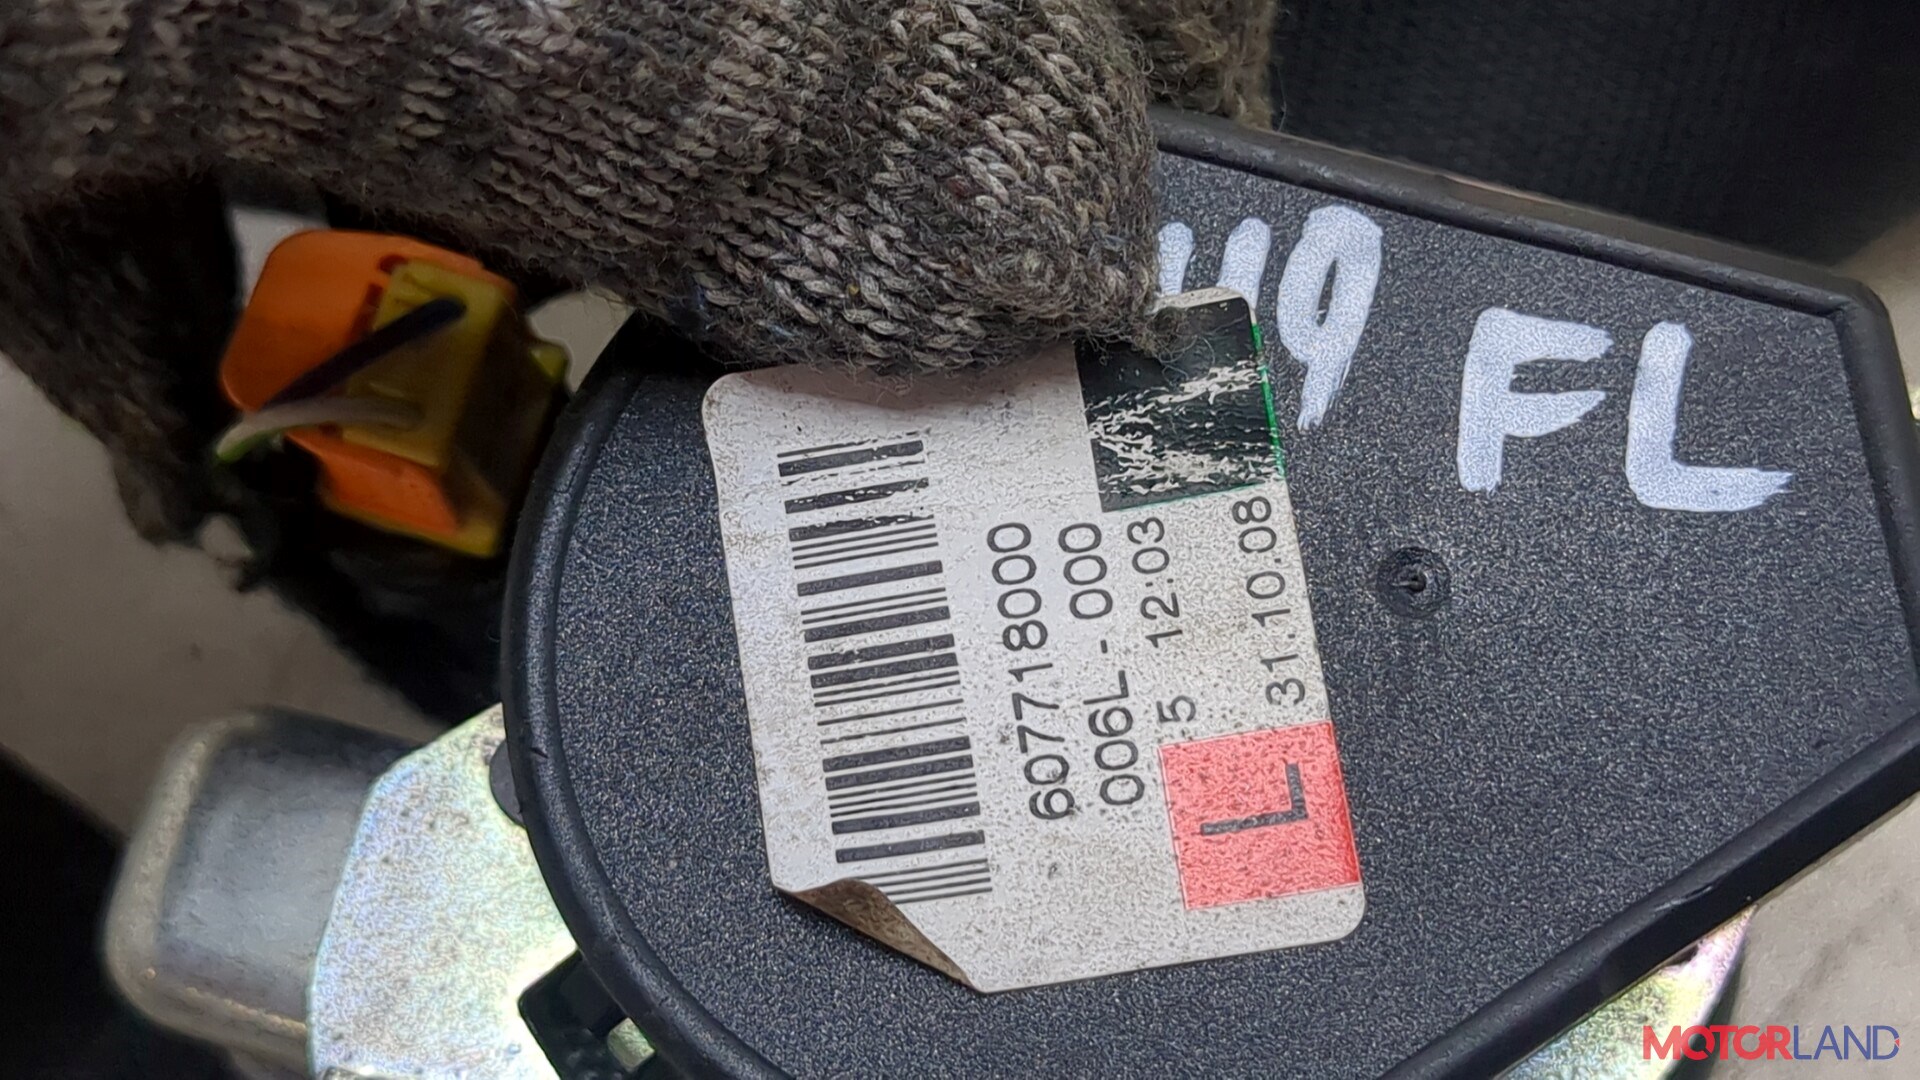 FL
607718000
006L - 000
5 12:03
31.10.08
L
MOTORLAND